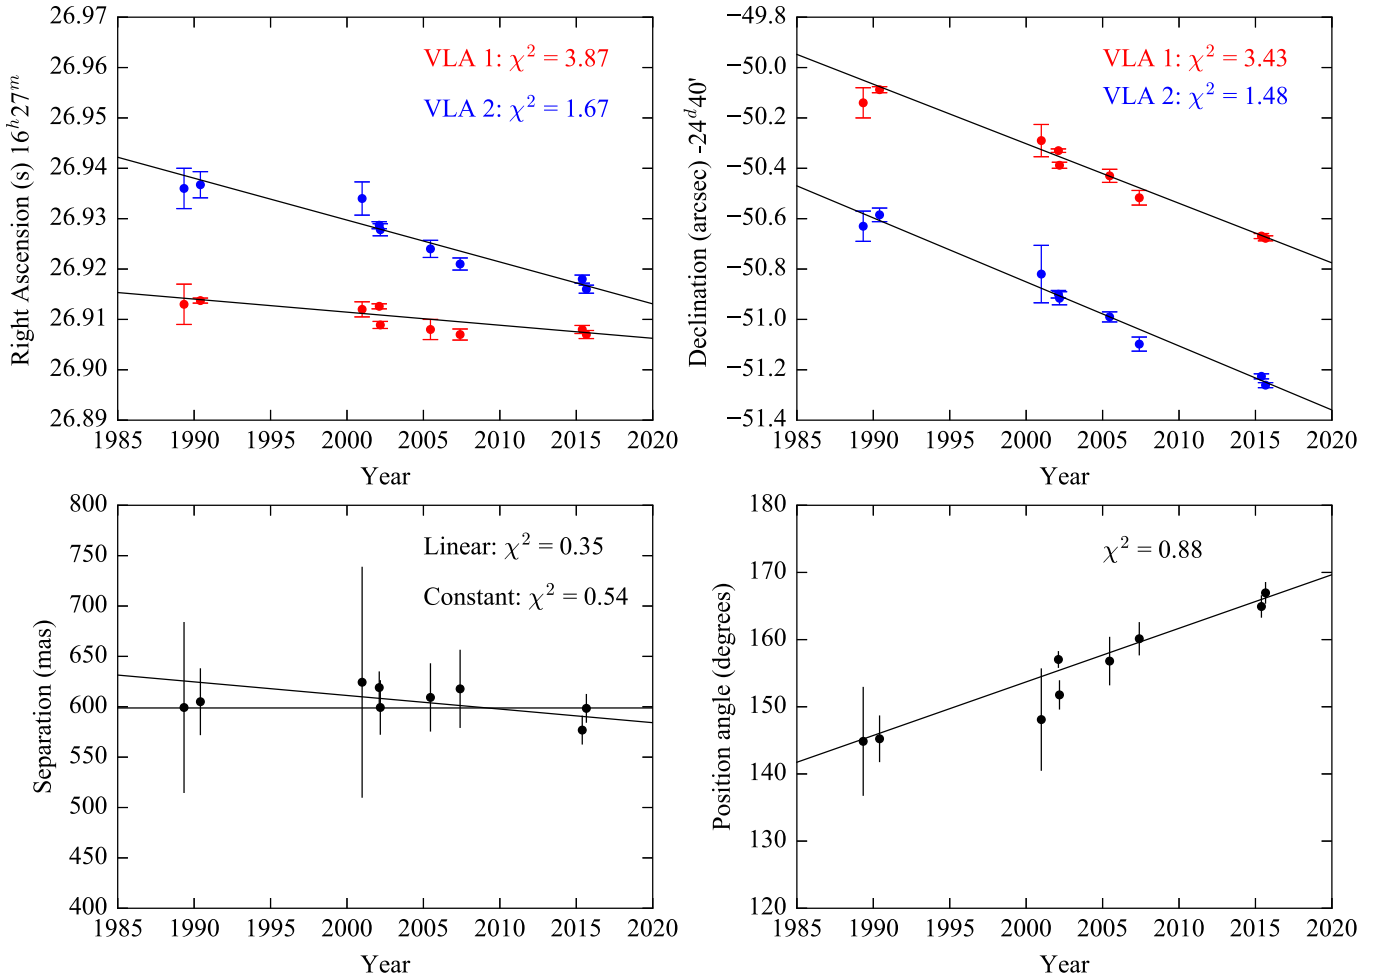 26.97
26.96
26.95
26.94
26.93
26.92
26.91
26.90
26.89
Right Ascension (s) 16ʰ27ᵐ
VLA 1: χ² = 3.87
VLA 2: χ² = 1.67
1985 1990 1995 2000 2005 2010 2015 2020
Year
−49.8
−50.0
−50.2
−50.4
−50.6
−50.8
−51.0
−51.2
−51.4
Declination (arcsec) -24ᵈ40'
VLA 1: χ² = 3.43
VLA 2: χ² = 1.48
1985 1990 1995 2000 2005 2010 2015 2020
Year
800
750
700
650
600
550
500
450
400
Separation (mas)
Linear: χ² = 0.35
Constant: χ² = 0.54
1985 1990 1995 2000 2005 2010 2015 2020
Year
180
170
160
150
140
130
120
Position angle (degrees)
χ² = 0.88
1985 1990 1995 2000 2005 2010 2015 2020
Year